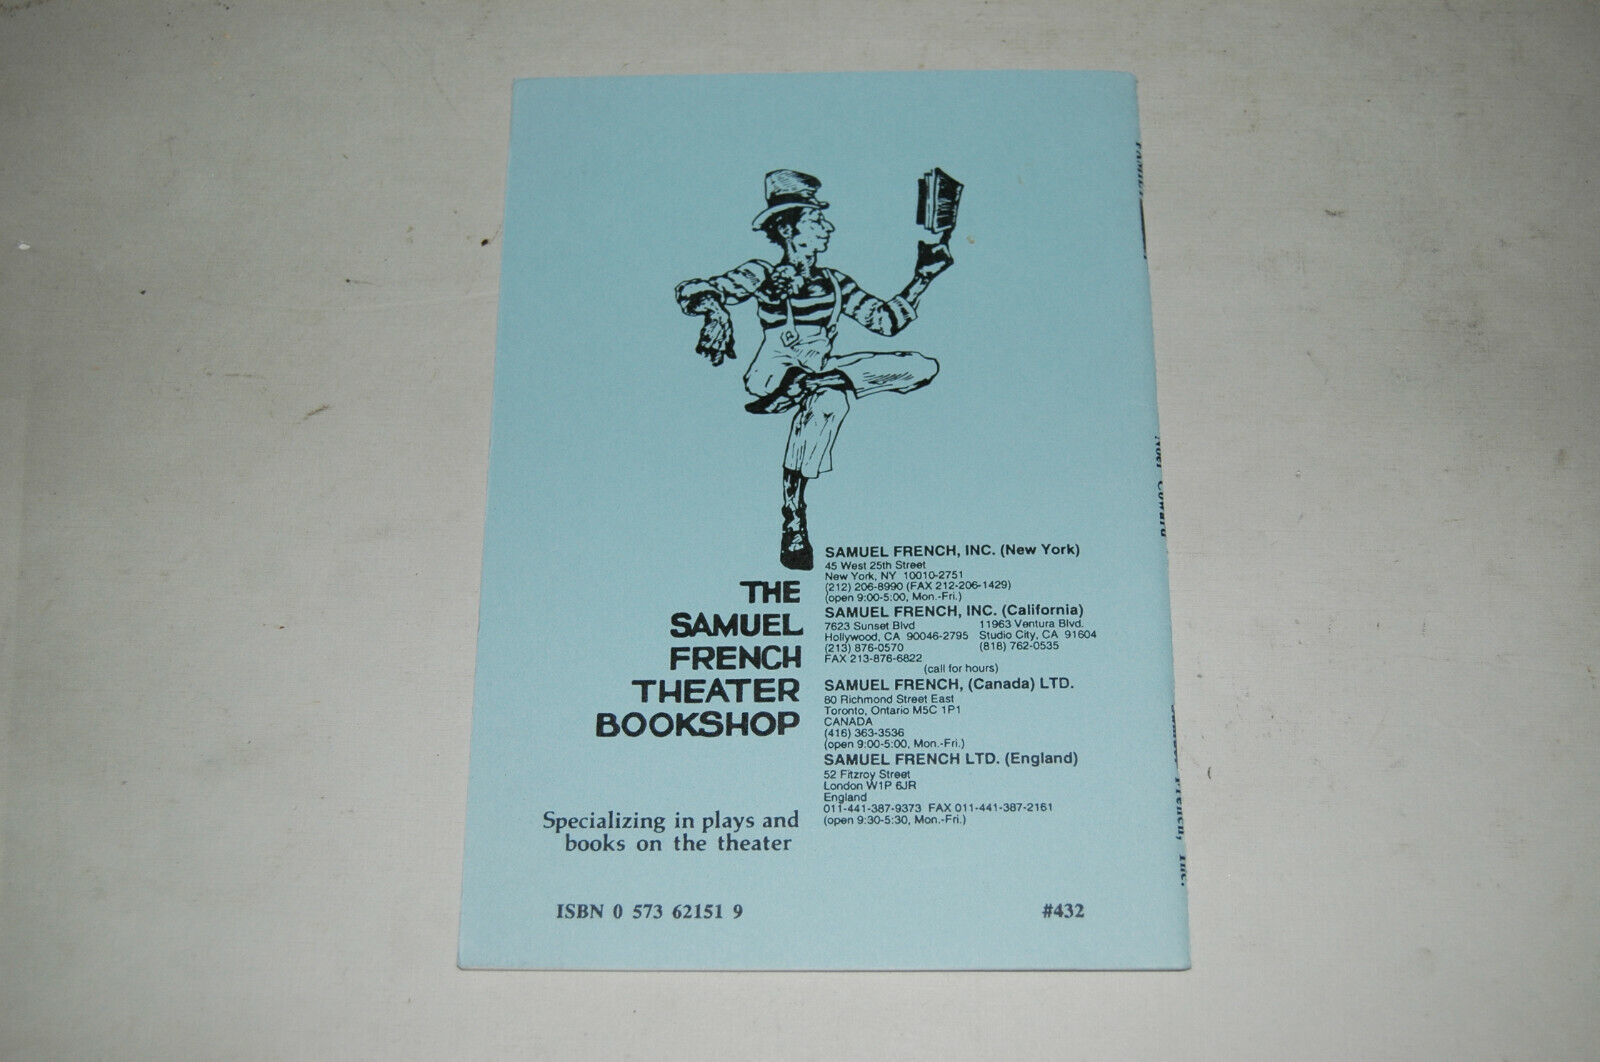 THE
SAMUEL
FRENCH
THEATER
BOOKSHOP
Specializing in plays and
books on the theater
SAMUEL FRENCH, INC. (New York)
45 West 25th Street
New York, NY 10010-2751
(212) 206-8990 (FAX 212-206-1429)
(open 9:00-5:00, Mon.-Fri.)
SAMUEL FRENCH, INC. (California)
7623 Sunset Blvd 11963 Ventura Blvd.
Hollywood, CA 90046-2795 Studio City, CA 91604
(213) 876-0570 (818) 762-0535
FAX 213-876-6822
(call for hours)
SAMUEL FRENCH, (Canada) LTD.
80 Richmond Street East
Toronto, Ontario M5C 1P1
CANADA
(416) 363-3536
(open 9:00-5:00, Mon.-Fri.)
SAMUEL FRENCH LTD. (England)
52 Fitzroy Street
London W1P 6JR
England
011-441-387-9373 FAX 011-441-387-2161
(open 9:30-5:30, Mon.-Fri.)
ISBN 0 573 62151 9 #432
Noel Coward
Samuel French, Inc.